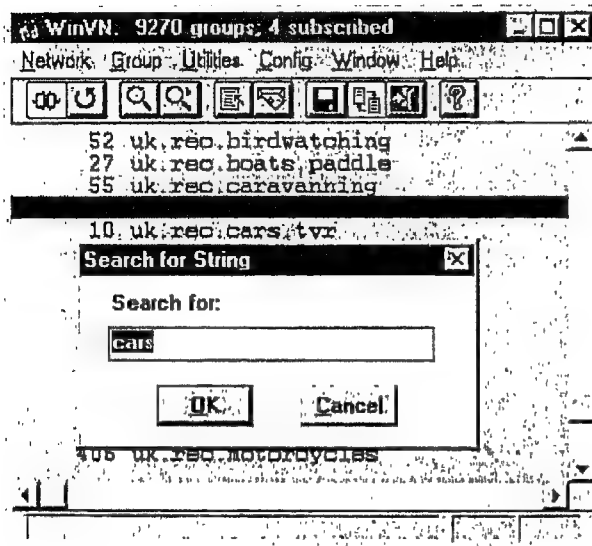 WinVN: 9270 groups; 4 subscribed
Network Group Utilities Config Window Help
52 uk.rec.birdwatching
27 uk.rec.boats.paddle
55 uk.rec.caravanning
10 uk.rec.cars.tvr
Search for String
Search for:
cars
OK
Cancel
uk.rec.motorcycles